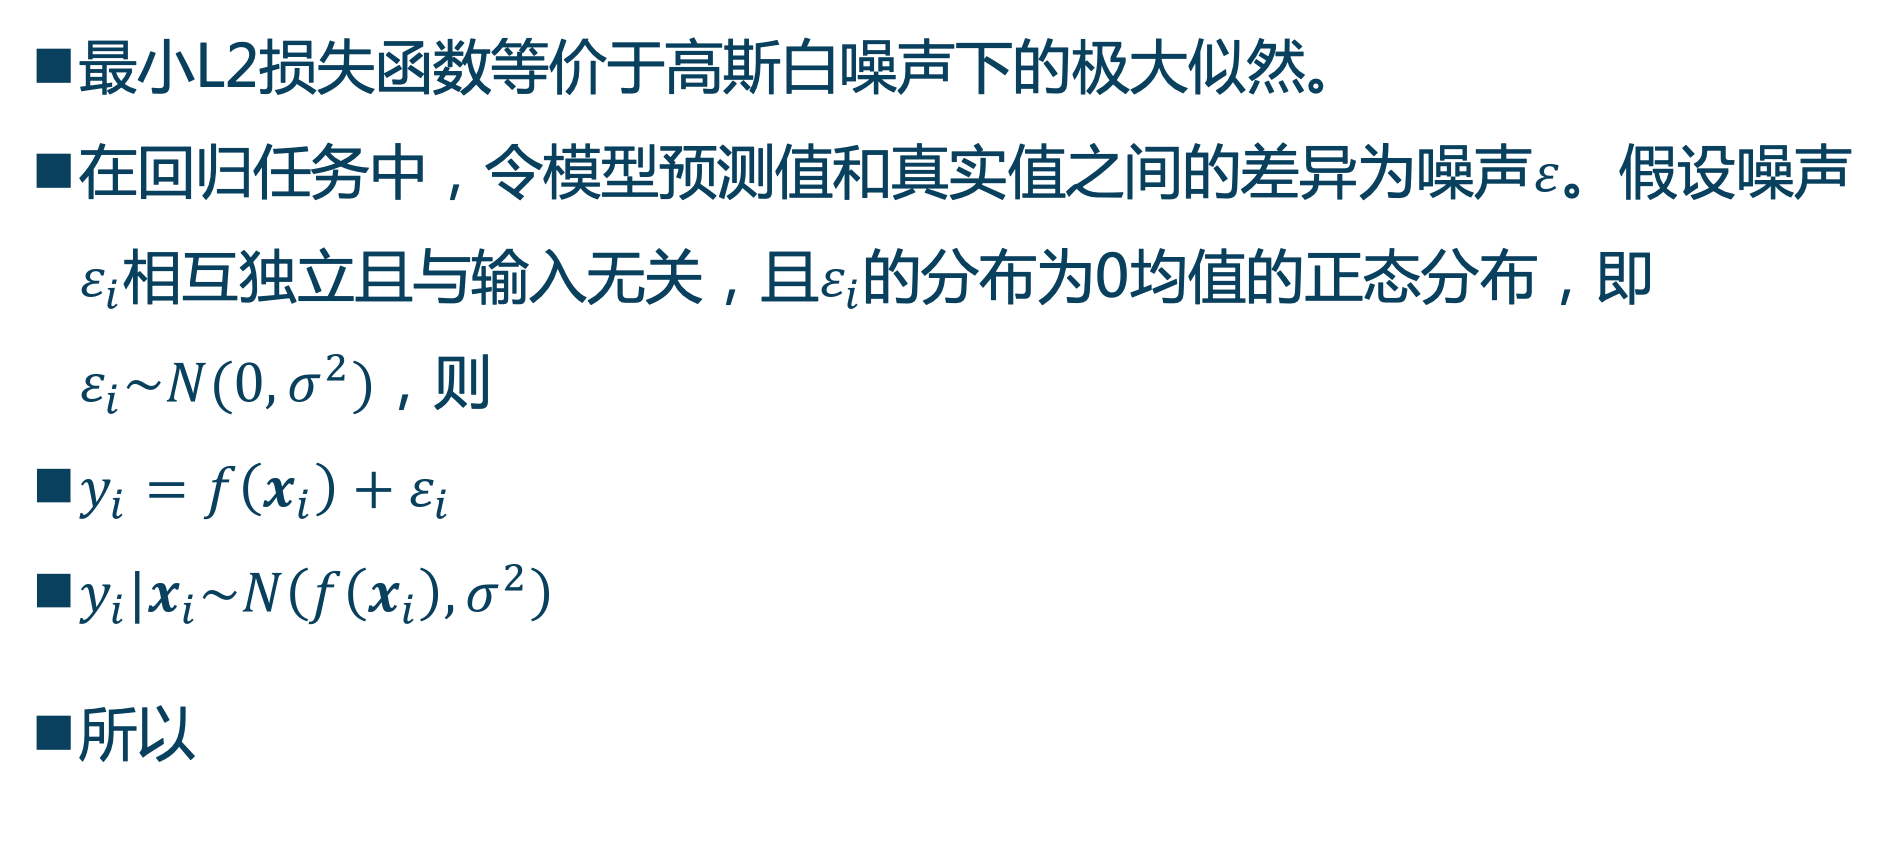 ■最小L2损失函数等价于高斯白噪声下的极大似然。
■在回归任务中，令模型预测值和真实值之间的差异为噪声ε。假设噪声
εᵢ相互独立且与输入无关，且εᵢ的分布为0均值的正态分布，即
εᵢ~N(0, σ²)，则
■yᵢ = f(𝒙ᵢ) + εᵢ
■yᵢ|𝒙ᵢ~N(f(𝒙ᵢ), σ²)
■所以